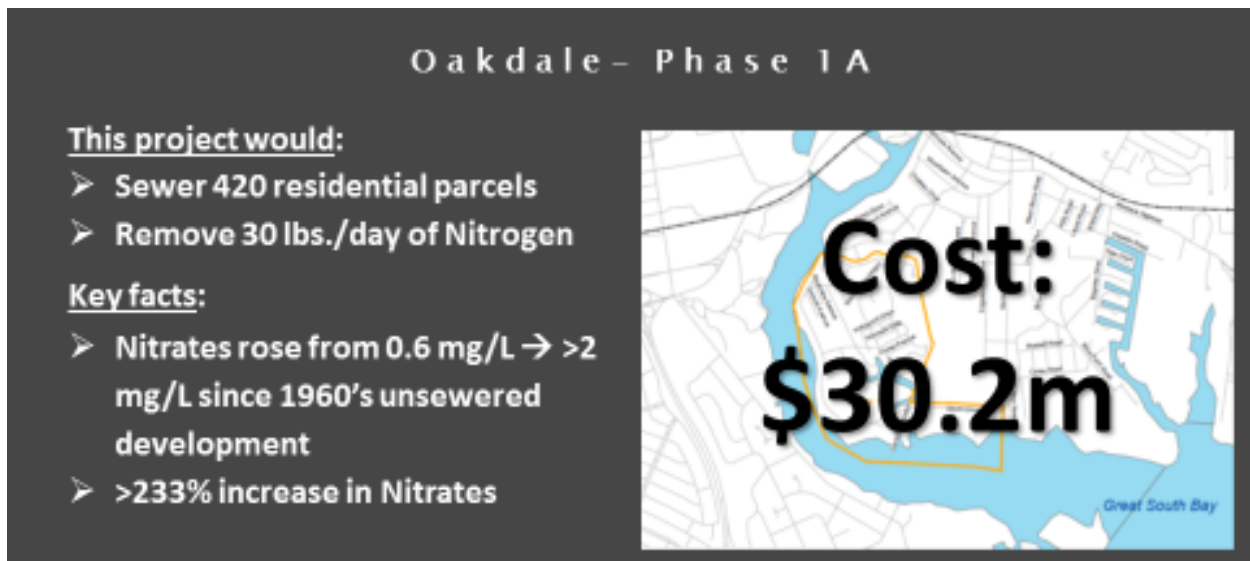 Oakdale– Phase 1A
This project would:
➢ Sewer 420 residential parcels
➢ Remove 30 lbs./day of Nitrogen
Key facts:
➢ Nitrates rose from 0.6 mg/L → >2
mg/L since 1960's unsewered
development
➢ >233% increase in Nitrates
Cost:
$30.2m
Great South Bay